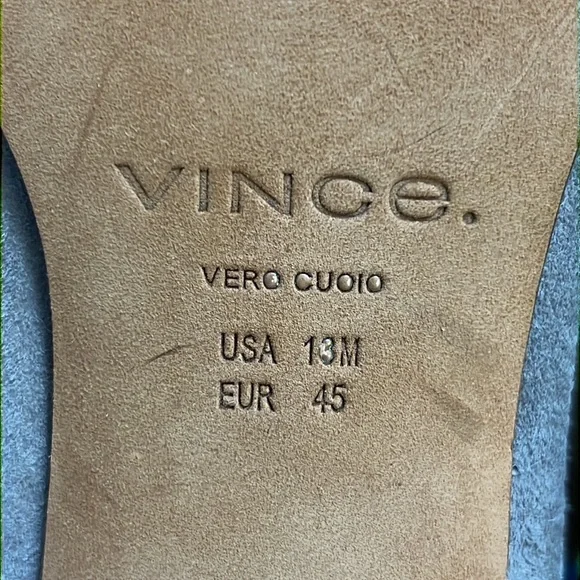 VINCe.
VERO CUOIO
USA 13M
EUR 45